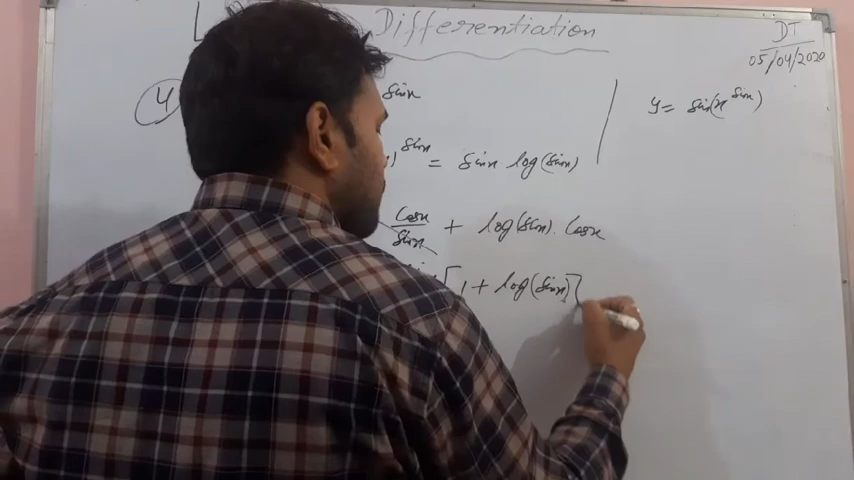 L Differentiation
DT
05/04/2020
4 sinx
) sinx = sinx log(sinx)
cosx/sinx + log(sinx). Cosx
[1 + log(sinx)]
y = sin(x^sinx)